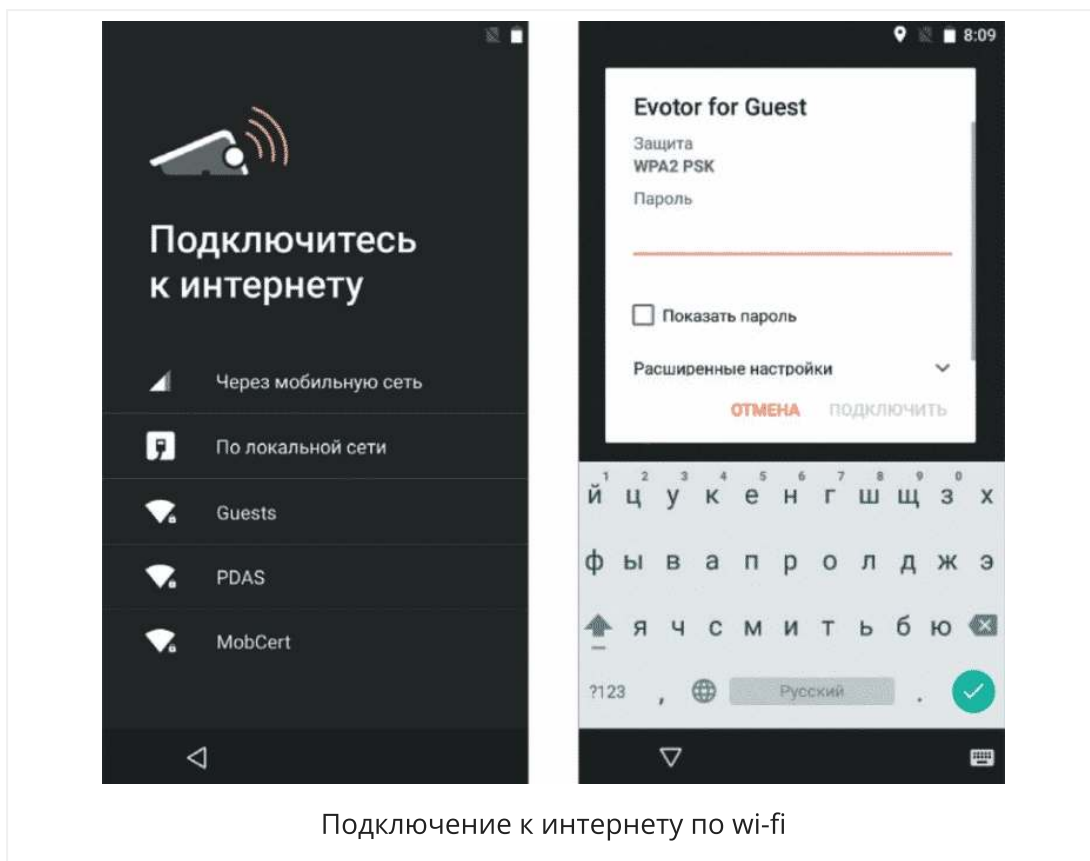 Подключитесь
к интернету
Через мобильную сеть
По локальной сети
Guests
PDAS
MobCert
8:09
Evotor for Guest
Защита
WPA2 PSK
Пароль
Показать пароль
Расширенные настройки
ОТМЕНА ПОДКЛЮЧИТЬ
1 2 3 4 5 6 7 8 9 0
й ц у к е н г ш щ з х
ф ы в а п р о л д ж э
я ч с м и т ь б ю
?123 , Русский .
Подключение к интернету по wi-fi